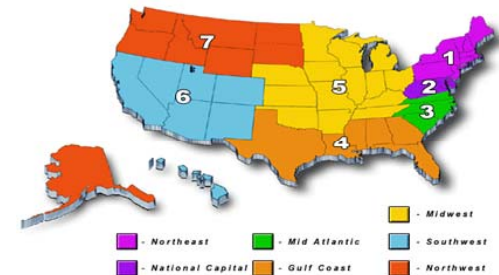 1
7
2
5
6
3
4
- Midwest
- Northeast
- Mid Atlantic
- Southwest
- National Capital
- Gulf Coast
- Northwest